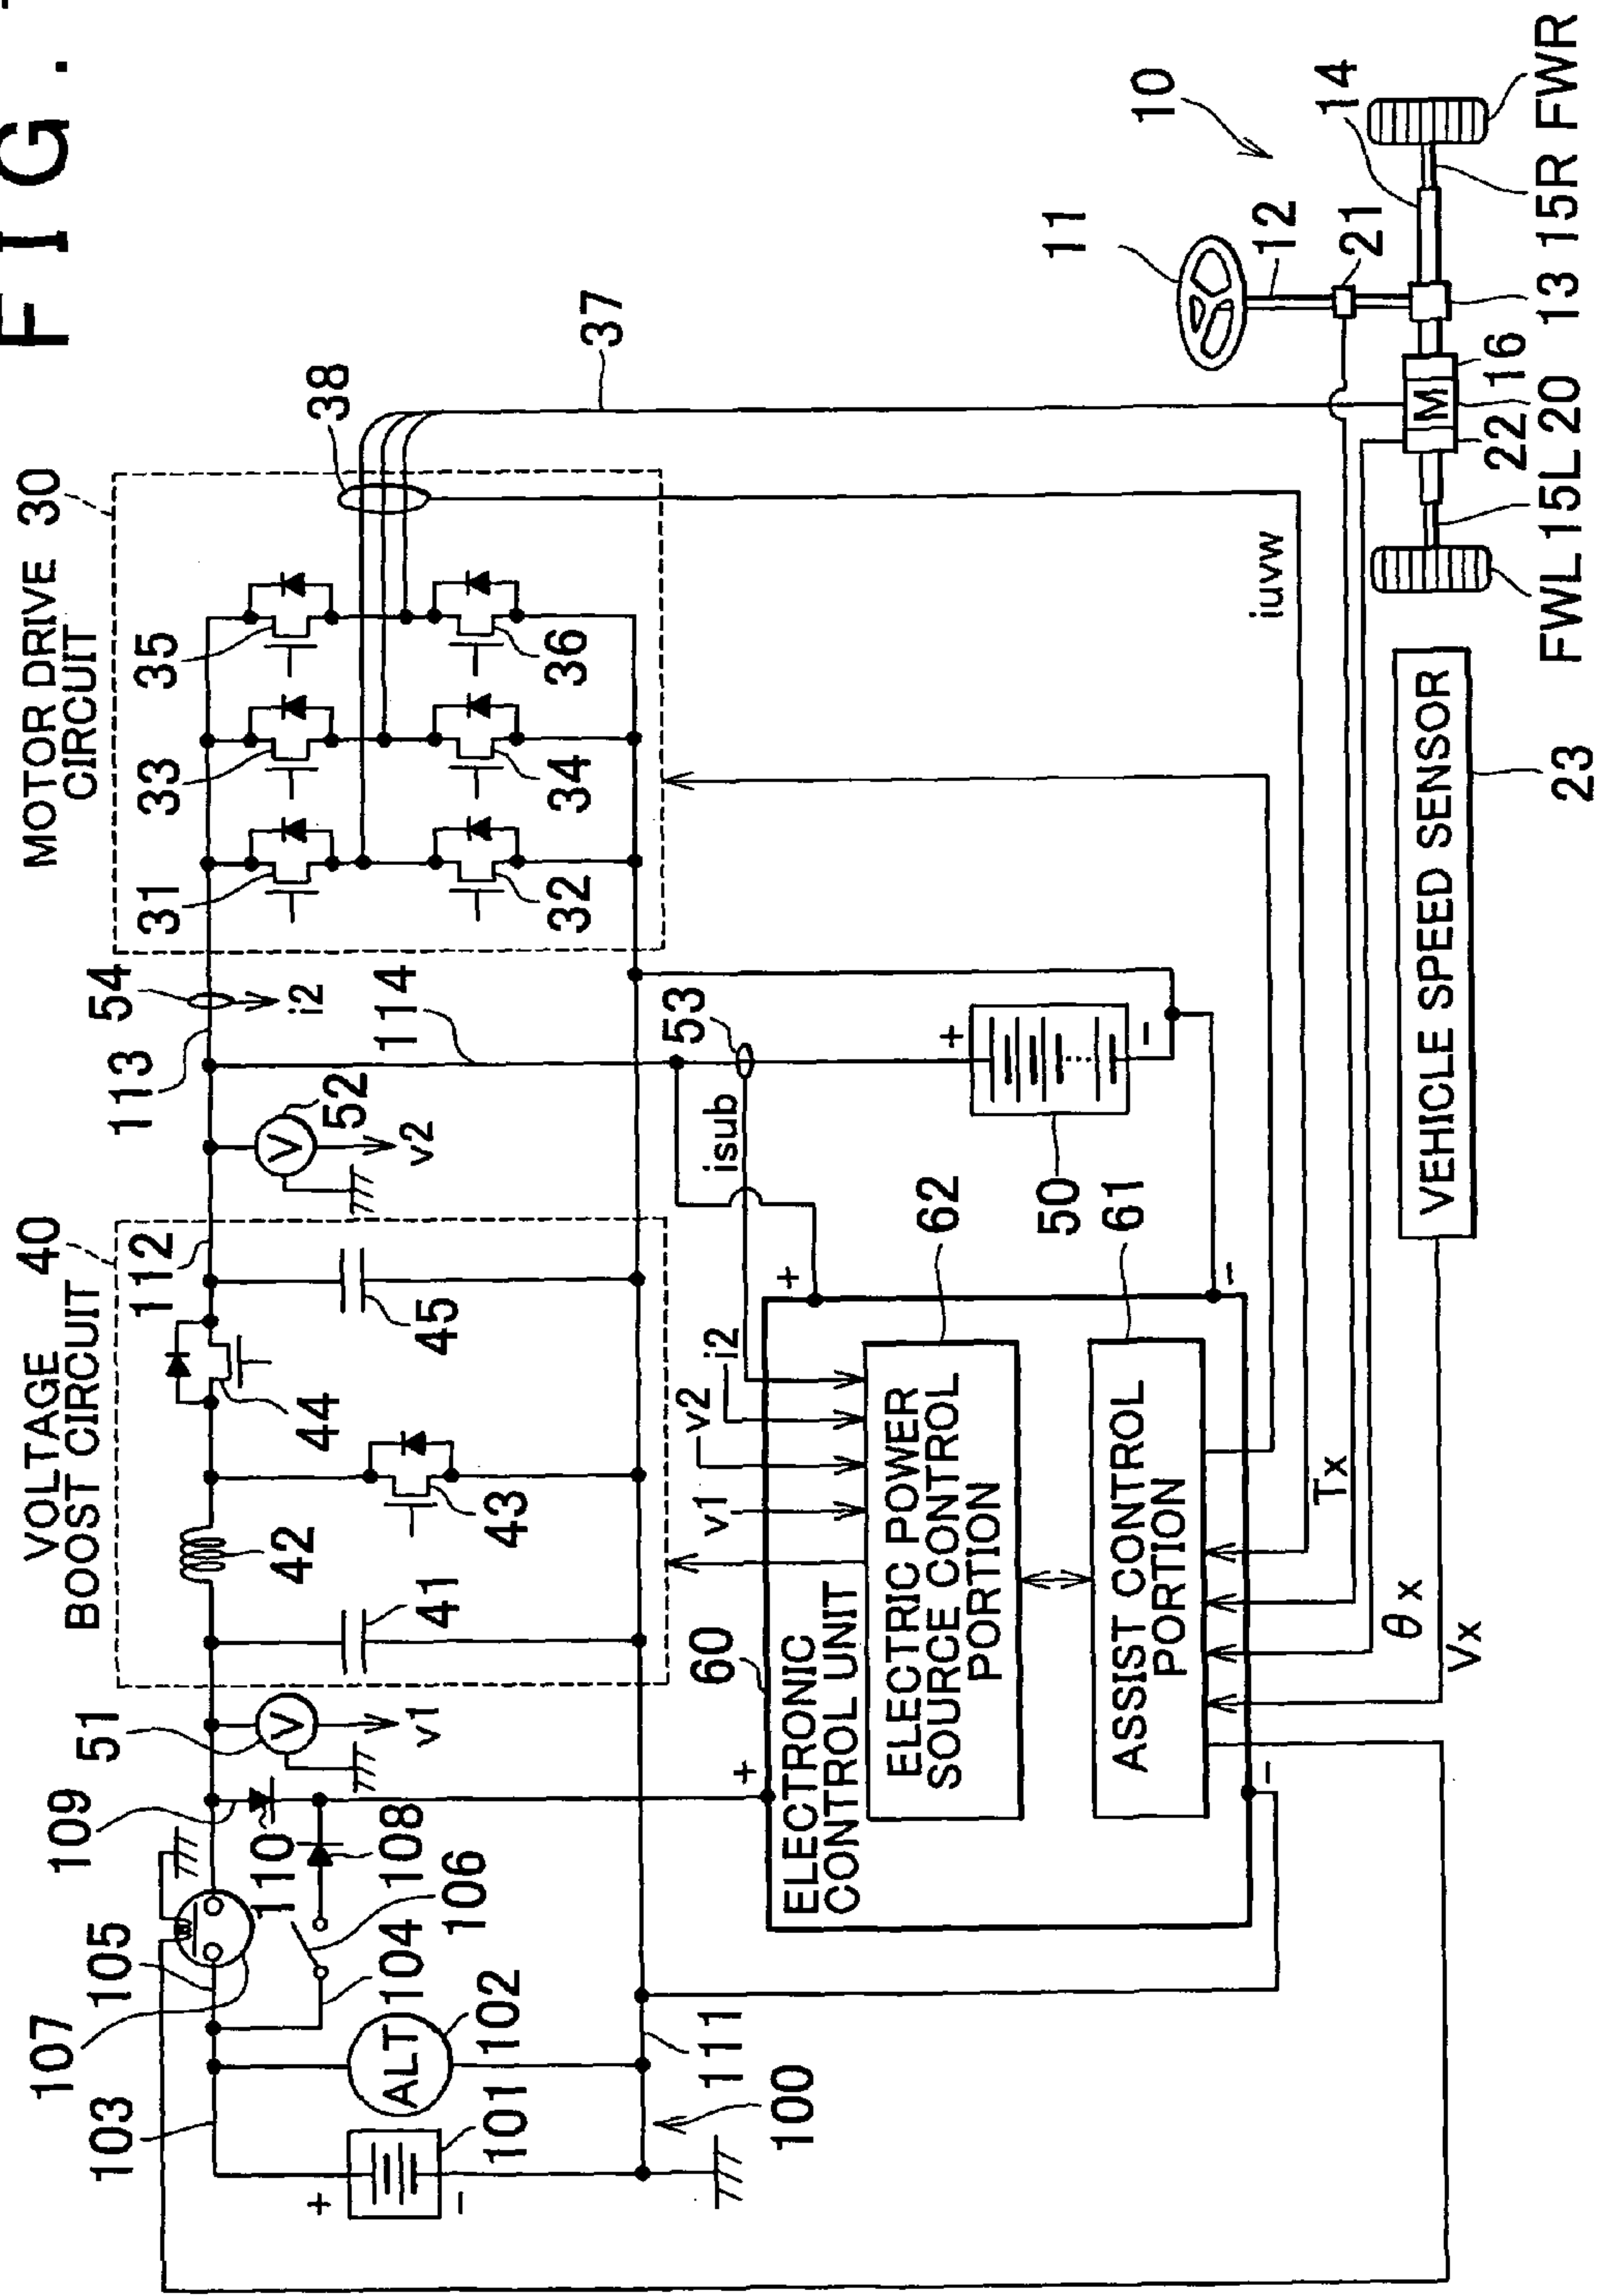 F I G .
VOLTAGE
BOOST CIRCUIT
40
MOTOR DRIVE
CIRCUIT
30
103
107
105
109
51
112
113
54
31
33
35
38
37
110
42
44
V
v1
V
52
v2
i2
114
+
101
-
ALT
102
104
106
108
41
43
45
32
34
36
111
100
60
+
v1
v2
i2
isub
53
+
ELECTRONIC
CONTROL UNIT
ELECTRIC POWER
SOURCE CONTROL
PORTION
62
50
+
-
ASSIST CONTROL
PORTION
61
-
-
iuvw
Tx
θx
Vx
VEHICLE SPEED SENSOR
23
10
11
12
21
14
M
22
16
FWL
15L
20
13
15R
FWR